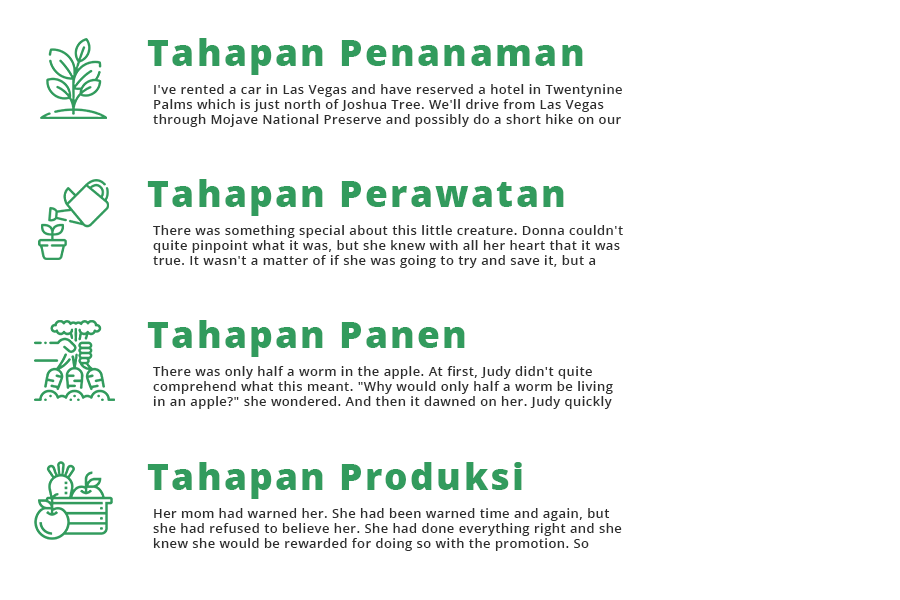 Tahapan Penanaman
I've rented a car in Las Vegas and have reserved a hotel in Twentynine
Palms which is just north of Joshua Tree. We'll drive from Las Vegas
through Mojave National Preserve and possibly do a short hike on our
Tahapan Perawatan
There was something special about this little creature. Donna couldn't
quite pinpoint what it was, but she knew with all her heart that it was
true. It wasn't a matter of if she was going to try and save it, but a
Tahapan Panen
There was only half a worm in the apple. At first, Judy didn't quite
comprehend what this meant. "Why would only half a worm be living
in an apple?" she wondered. And then it dawned on her. Judy quickly
Tahapan Produksi
Her mom had warned her. She had been warned time and again, but
she had refused to believe her. She had done everything right and she
knew she would be rewarded for doing so with the promotion. So